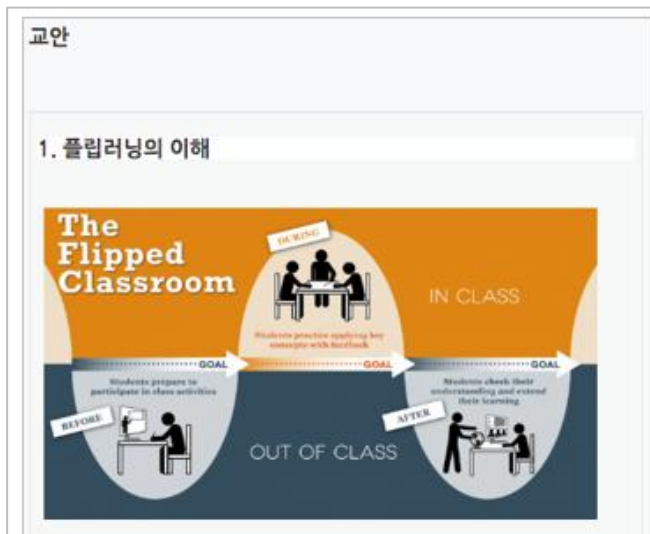 교안
1. 플립러닝의 이해
The
Flipped
Classroom
DURING
IN CLASS
Students practice applying key
concepts with feedback
GOAL
GOAL
GOAL
Students prepare to
participate in class activities
Students check their
understanding and extend
their learning
BEFORE
AFTER
OUT OF CLASS